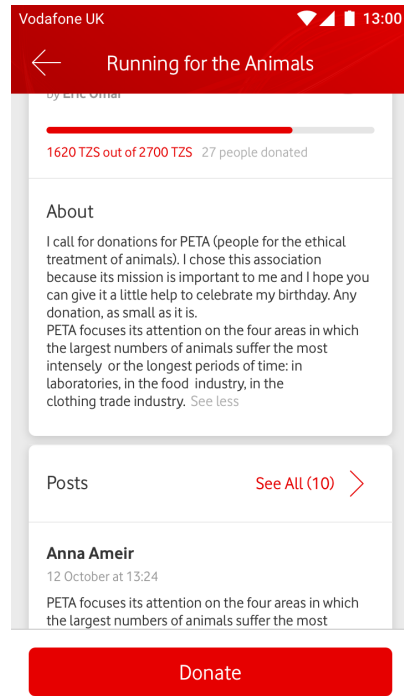 Vodafone UK
13:00
Running for the Animals
by Eric Omar
1620 TZS out of 2700 TZS 27 people donated
About
I call for donations for PETA (people for the ethical
treatment of animals). I chose this association
because its mission is important to me and I hope you
can give it a little help to celebrate my birthday. Any
donation, as small as it is.
PETA focuses its attention on the four areas in which
the largest numbers of animals suffer the most
intensely or the longest periods of time: in
laboratories, in the food industry, in the
clothing trade industry. See less
Posts
See All (10)
Anna Ameir
12 October at 13:24
PETA focuses its attention on the four areas in which
the largest numbers of animals suffer the most
Donate